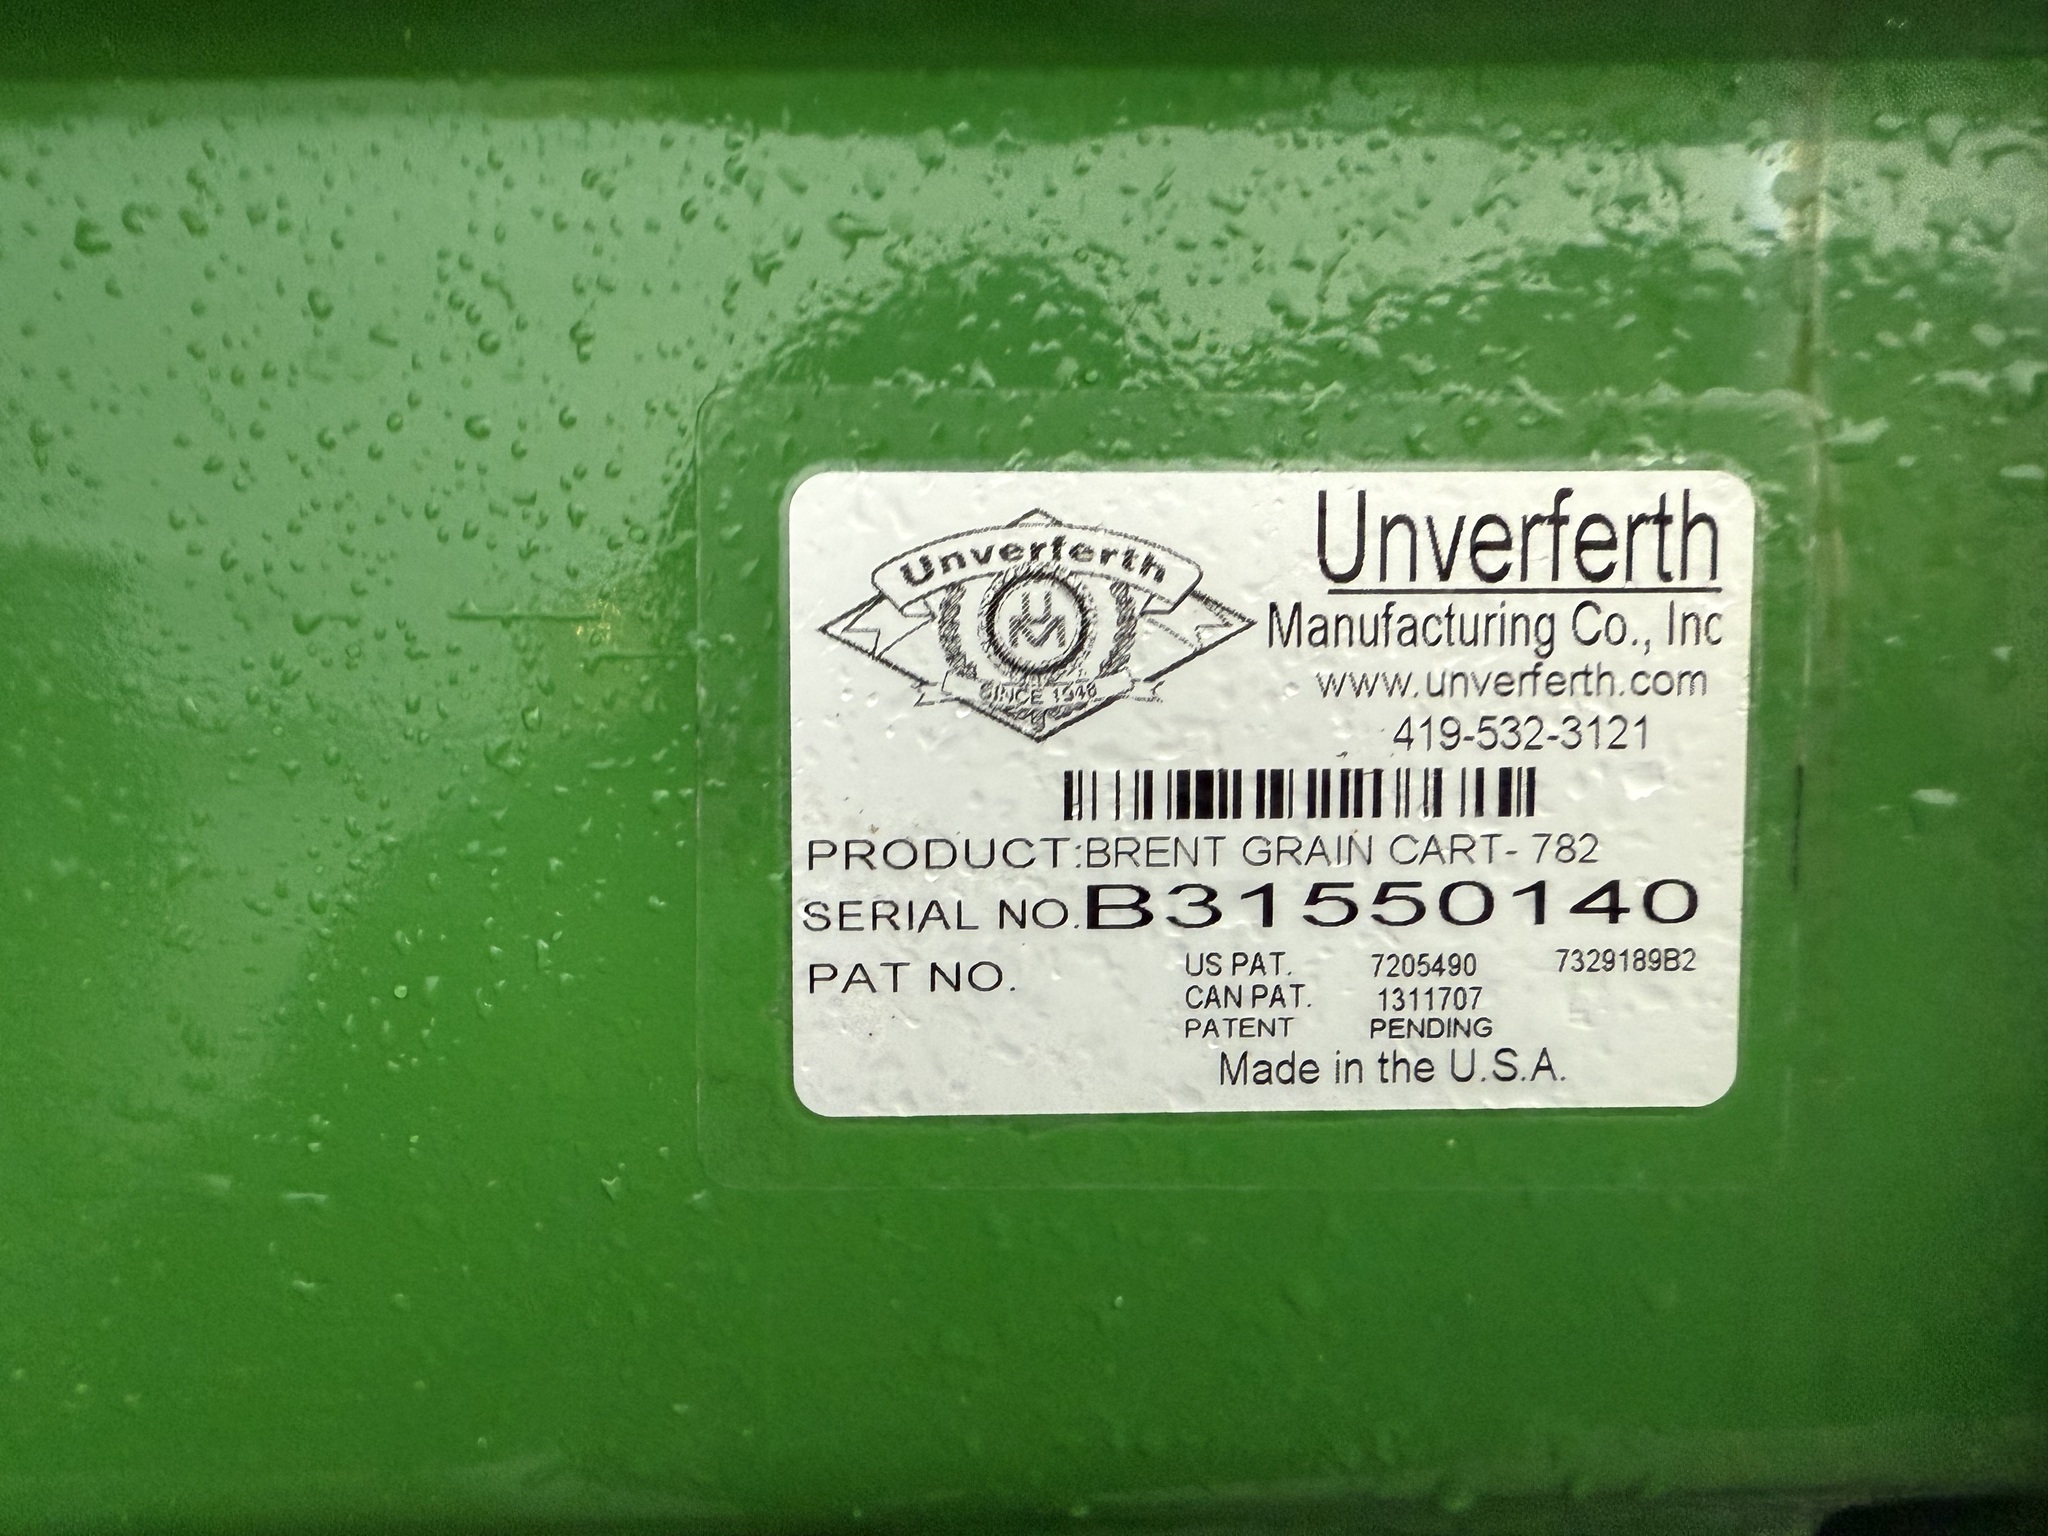 Unverferth
SINCE 1948
Unverferth
Manufacturing Co., Inc
www.unverferth.com
419-532-3121
PRODUCT:BRENT GRAIN CART- 782
SERIAL NO.B31550140
PAT NO.
US PAT. 7205490 7329189B2
CAN PAT. 1311707
PATENT PENDING
Made in the U.S.A.